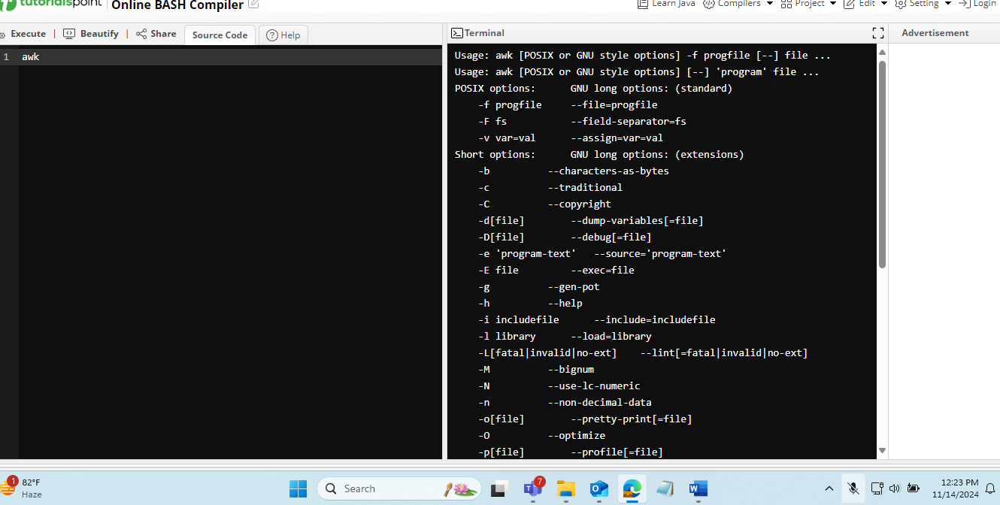 tutorialspoint Online BASH Compiler
Learn Java Compilers Project Edit Setting Login
Execute | Beautify | Share Source Code Help
Terminal
Advertisement
1 awk
Usage: awk [POSIX or GNU style options] -f progfile [--] file ...
Usage: awk [POSIX or GNU style options] [--] 'program' file ...
POSIX options: GNU long options: (standard)
-f progfile --file=progfile
-F fs --field-separator=fs
-v var=val --assign=var=val
Short options: GNU long options: (extensions)
-b --characters-as-bytes
-c --traditional
-C --copyright
-d[file] --dump-variables[=file]
-D[file] --debug[=file]
-e 'program-text' --source='program-text'
-E file --exec=file
-g --gen-pot
-h --help
-i includefile --include=includefile
-l library --load=library
-L[fatal|invalid|no-ext] --lint[=fatal|invalid|no-ext]
-M --bignum
-N --use-lc-numeric
-n --non-decimal-data
-o[file] --pretty-print[=file]
-O --optimize
-p[file] --profile[=file]
1
82°F
Haze
Search
7
12:23 PM
11/14/2024